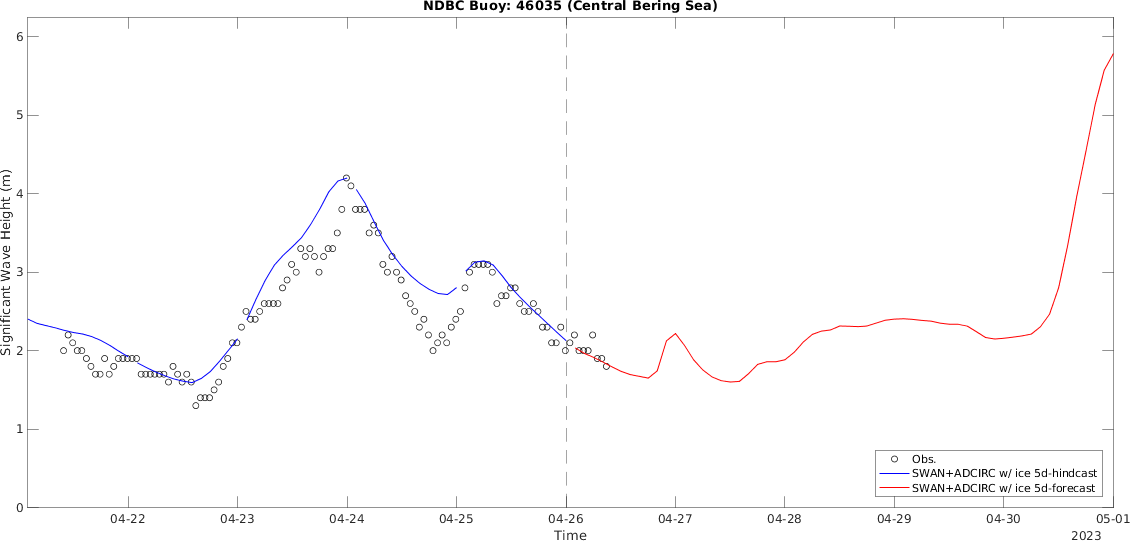 NDBC Buoy: 46035 (Central Bering Sea)
Significant Wave Height (m)
6
5
4
3
2
1
0
Obs.
SWAN+ADCIRC w/ ice 5d-hindcast
SWAN+ADCIRC w/ ice 5d-forecast
04-22 04-23 04-24 04-25 04-26 04-27 04-28 04-29 04-30 05-01
Time
2023